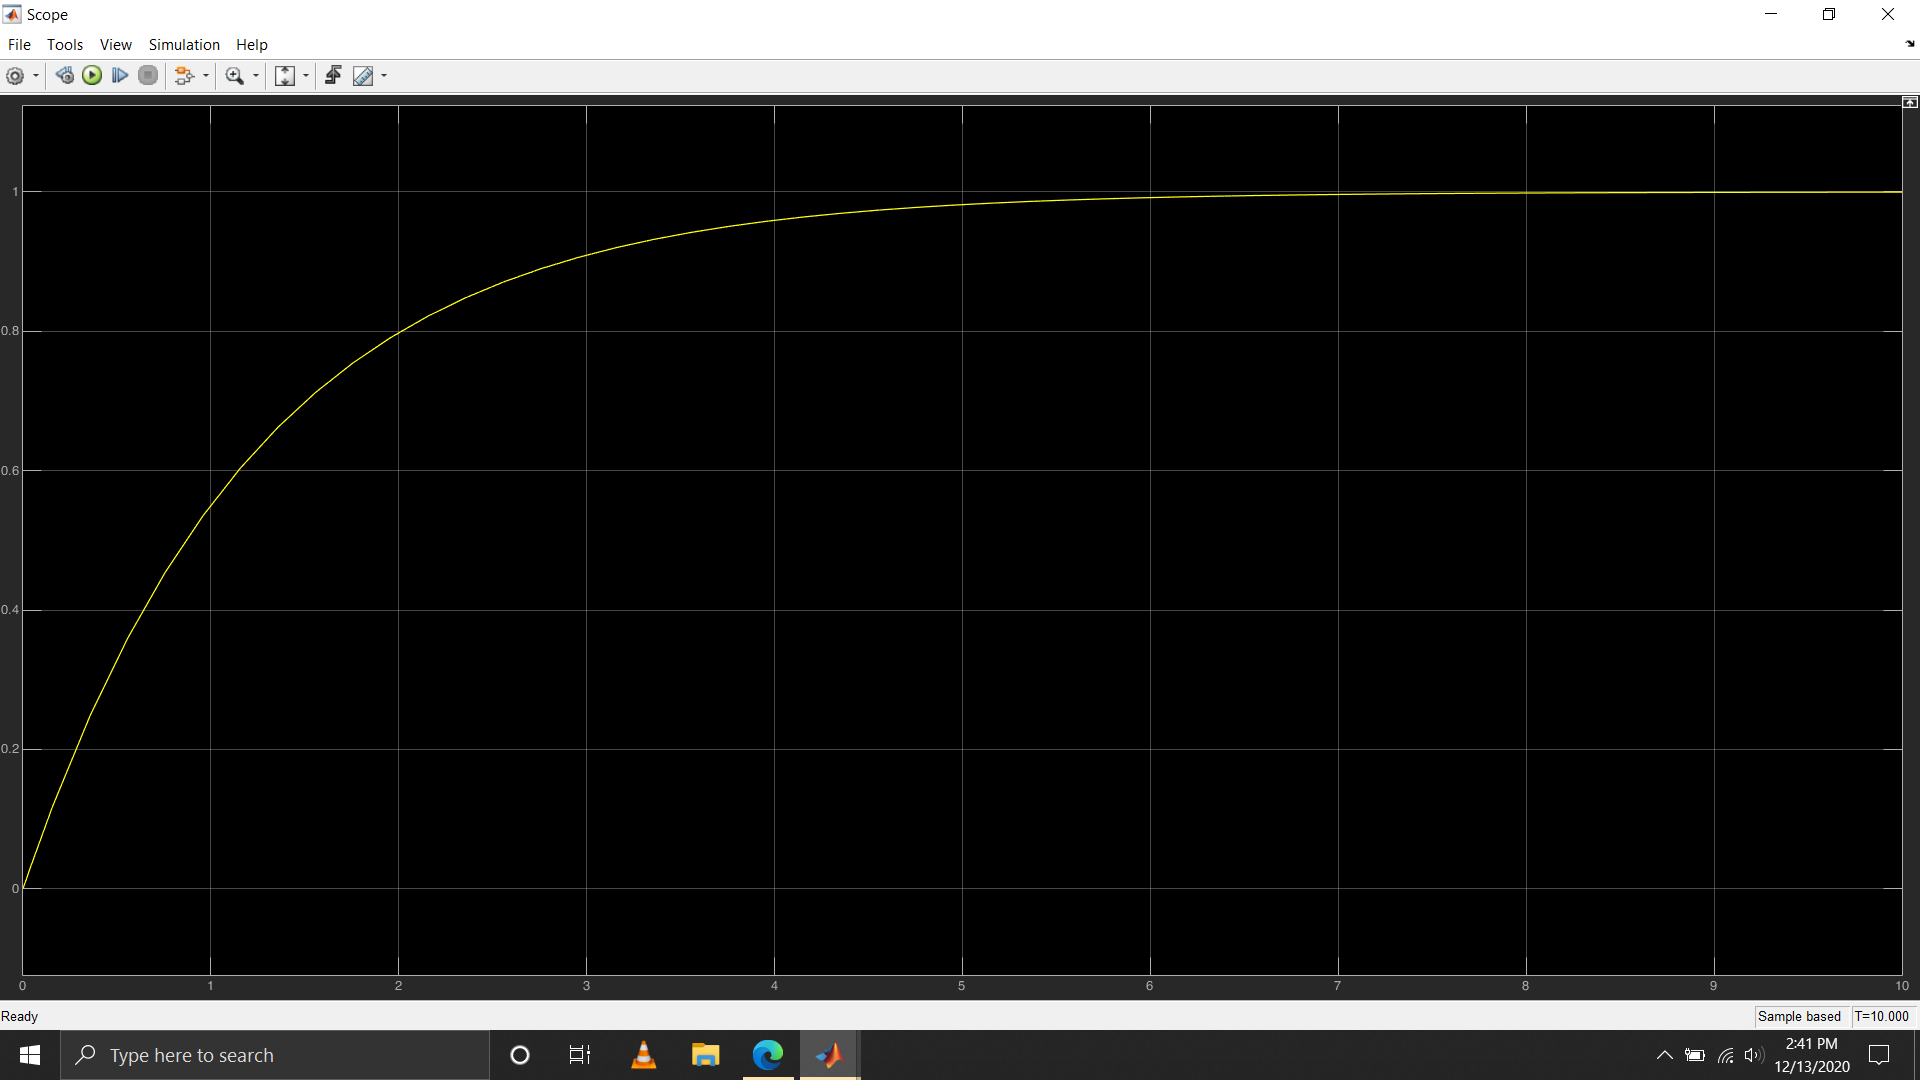 Scope
File Tools View Simulation Help
1
0.8
0.6
0.4
0.2
0
0 1 2 3 4 5 6 7 8 9 10
Ready Sample based T=10.000
Type here to search
2:41 PM
12/13/2020